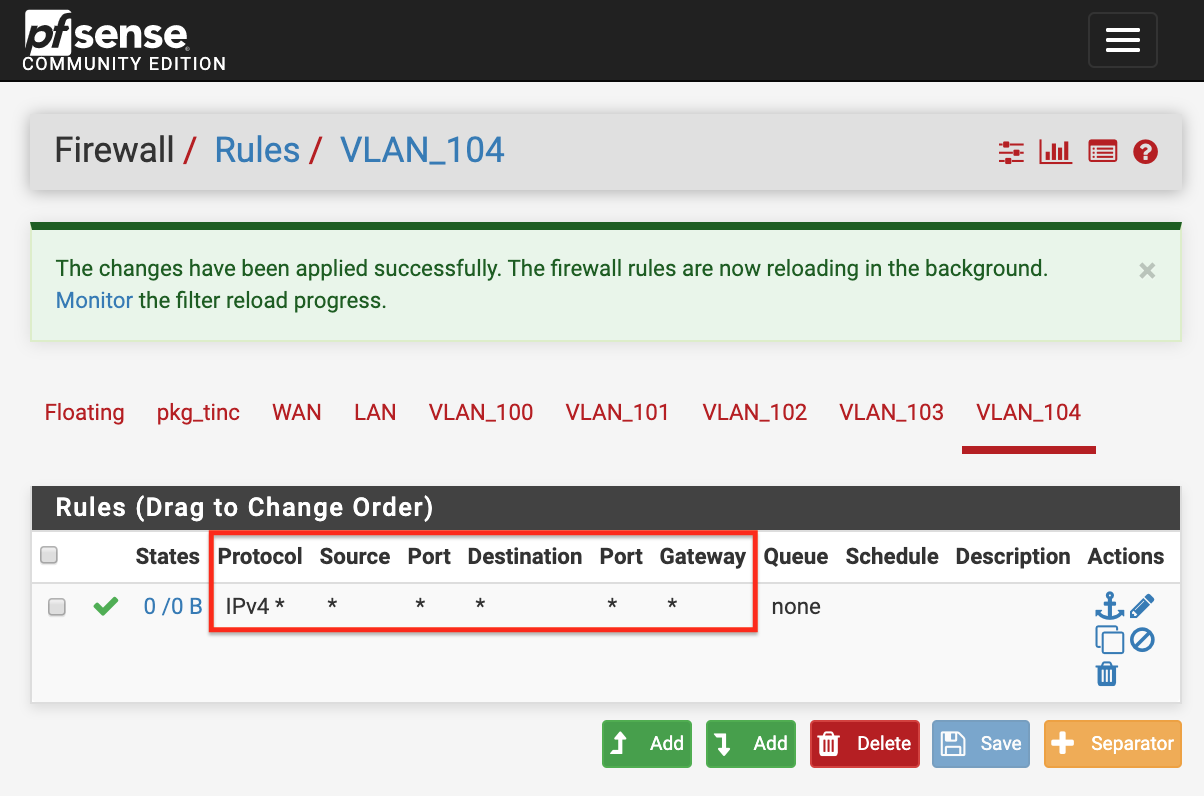 pfsense
COMMUNITY EDITION
Firewall / Rules / VLAN_104
The changes have been applied successfully. The firewall rules are now reloading in the background.
Monitor the filter reload progress.
×
Floating pkg_tinc WAN LAN VLAN_100 VLAN_101 VLAN_102 VLAN_103 VLAN_104
Rules (Drag to Change Order)
States Protocol Source Port Destination Port Gateway Queue Schedule Description Actions
0 /0 B IPv4 * * * * * * none
Add Add Delete Save Separator